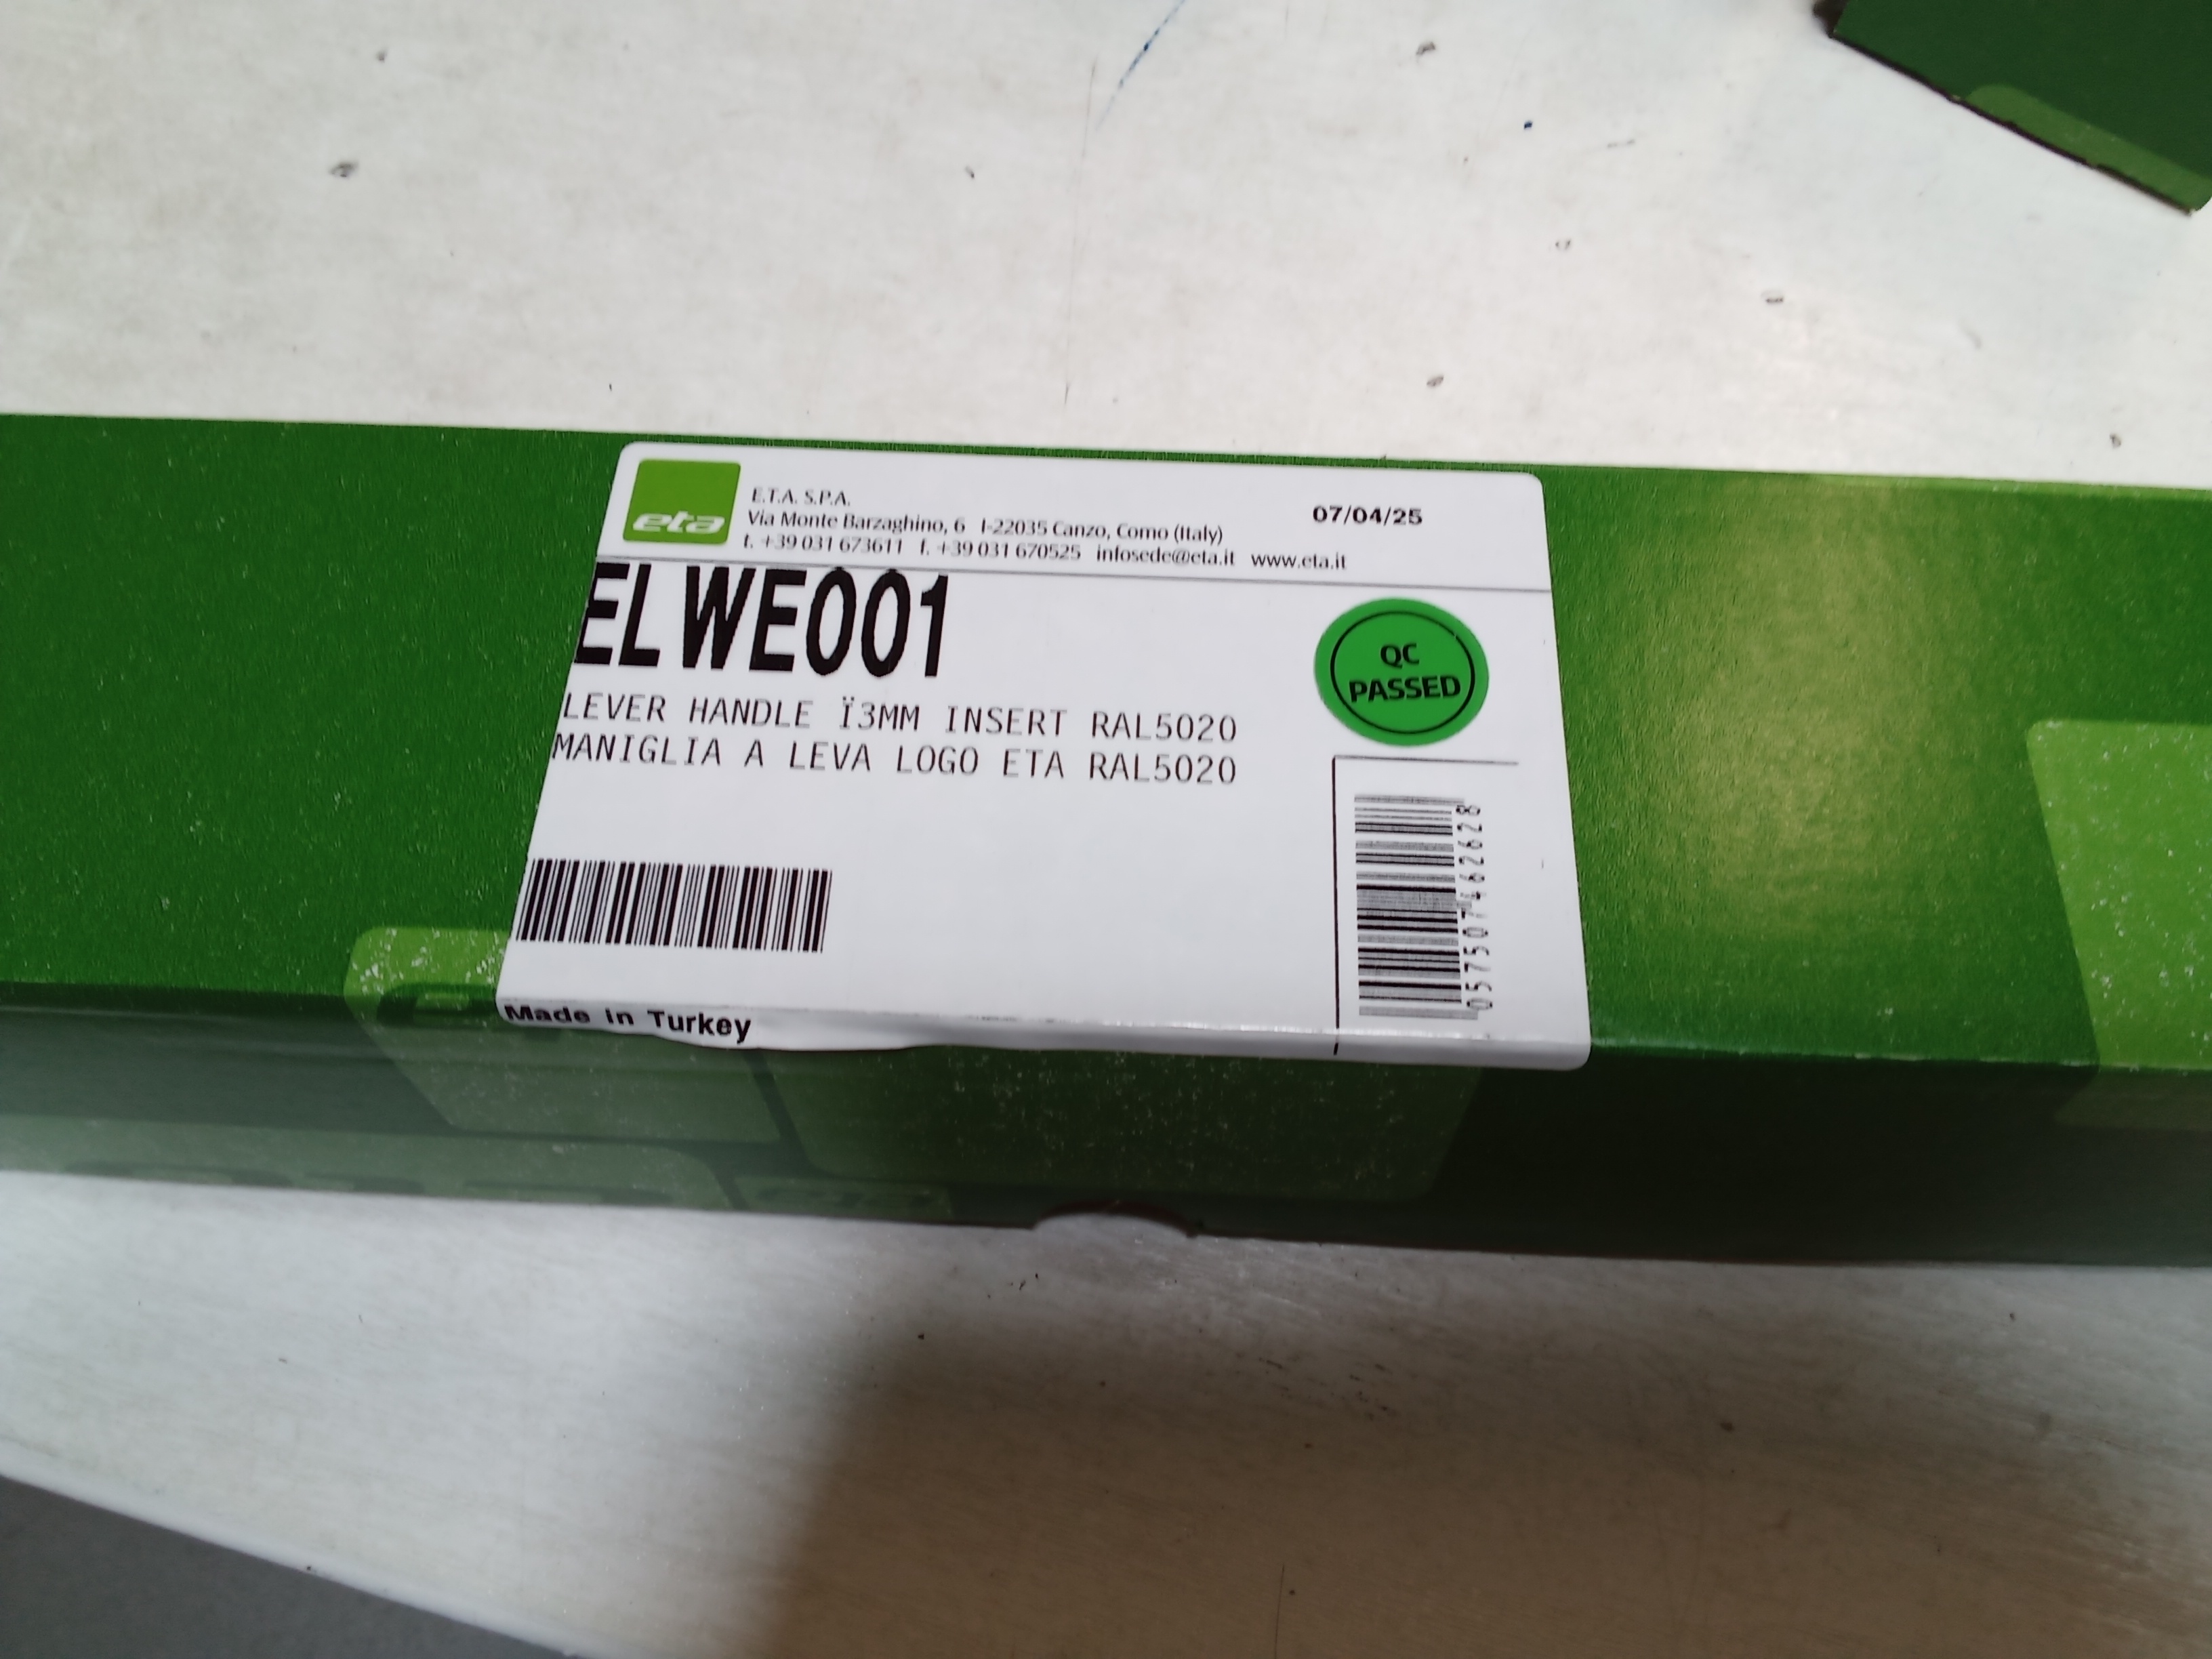 eta
E.T.A. S.P.A.
Via Monte Barzaghino, 6 I-22035 Canzo, Como (Italy)
t. +39 031 673611 f. +39 031 670525 infosede@eta.it www.eta.it
07/04/25
ELWE001
QC
PASSED
LEVER HANDLE Ï3MM INSERT RAL5020
MANIGLIA A LEVA LOGO ETA RAL5020
05750746 2628
Made in Turkey